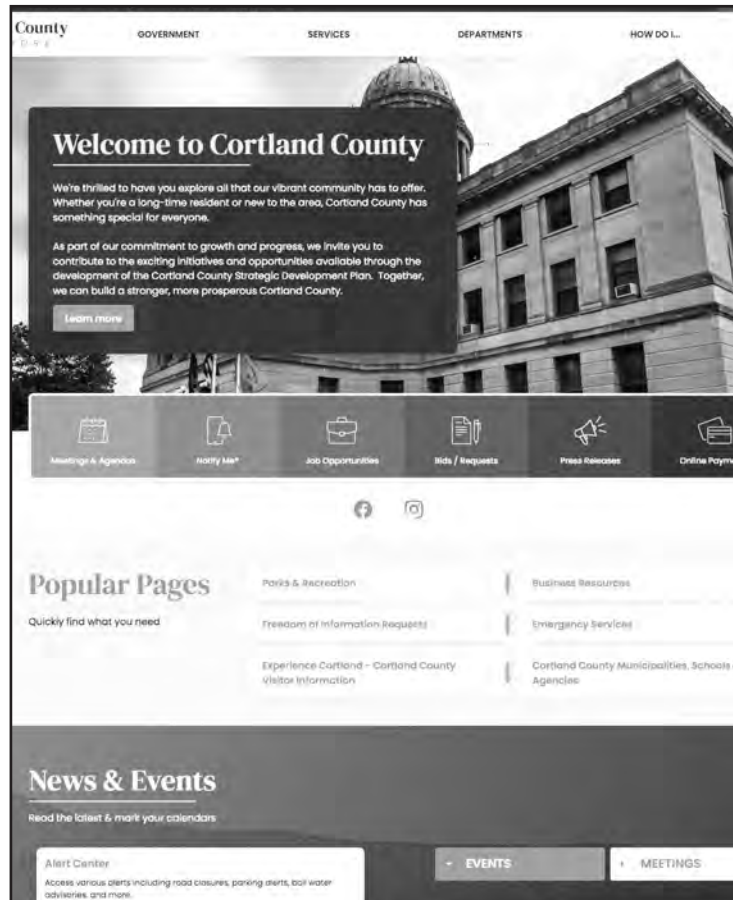 County
GOVERNMENT
SERVICES
DEPARTMENTS
HOW DO I...
Welcome to Cortland County
We're thrilled to have you explore all that our vibrant community has to offer.
Whether you're a long-time resident or new to the area, Cortland County has
something special for everyone.
As part of our commitment to growth and progress, we invite you to
contribute to the exciting initiatives and opportunities available through the
development of the Cortland County Strategic Development Plan. Together,
we can build a stronger, more prosperous Cortland County.
Learn more
Meetings & Agendas
Notify Me®
Job Opportunities
Bids / Requests
Press Releases
Online Payme
Popular Pages
Quickly find what you need
Parks & Recreation
Business Resources
Freedom of Information Requests
Emergency Services
Experience Cortland - Cortland County
Visitor Information
Cortland County Municipalities, Schools
Agencies
News & Events
Read the latest & mark your calendars
Alert Center
Access various alerts including road closures, parking alerts, boil water
advisories, and more.
EVENTS
MEETINGS